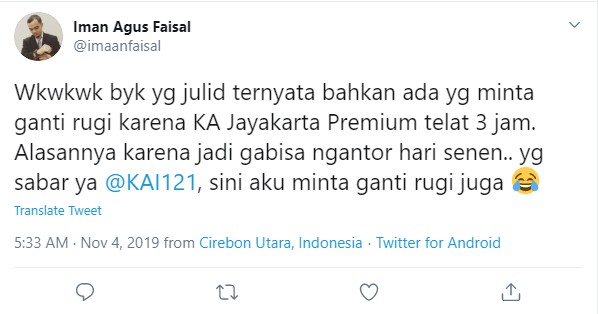 Iman Agus Faisal
@imaanfaisal
Wkwkwk byk yg julid ternyata bahkan ada yg minta
ganti rugi karena KA Jayakarta Premium telat 3 jam.
Alasannya karena jadi gabisa ngantor hari senen.. yg
sabar ya @KAI121, sini aku minta ganti rugi juga 😂
Translate Tweet
5:33 AM · Nov 4, 2019 from Cirebon Utara, Indonesia · Twitter for Android